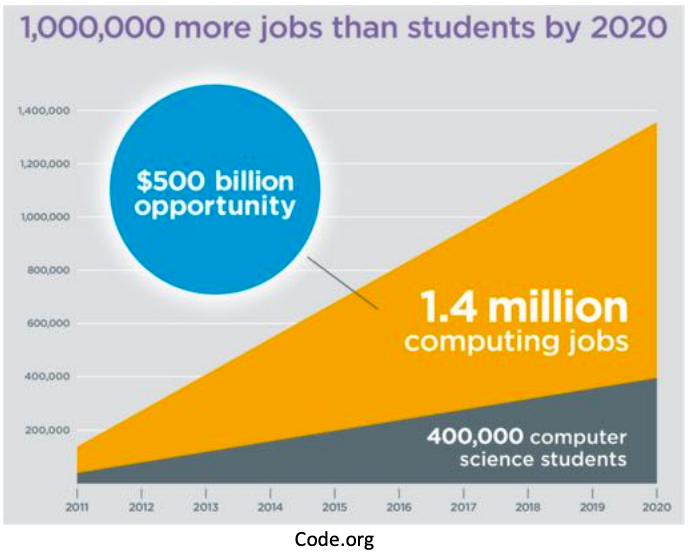 1,000,000 more jobs than students by 2020
1,400,000
1,200,000
1,000,000
800,000
600,000
400,000
200,000
$500 billion
opportunity
1.4 million
computing jobs
400,000 computer
science students
2011 2012 2013 2014 2015 2016 2017 2018 2019 2020
Code.org